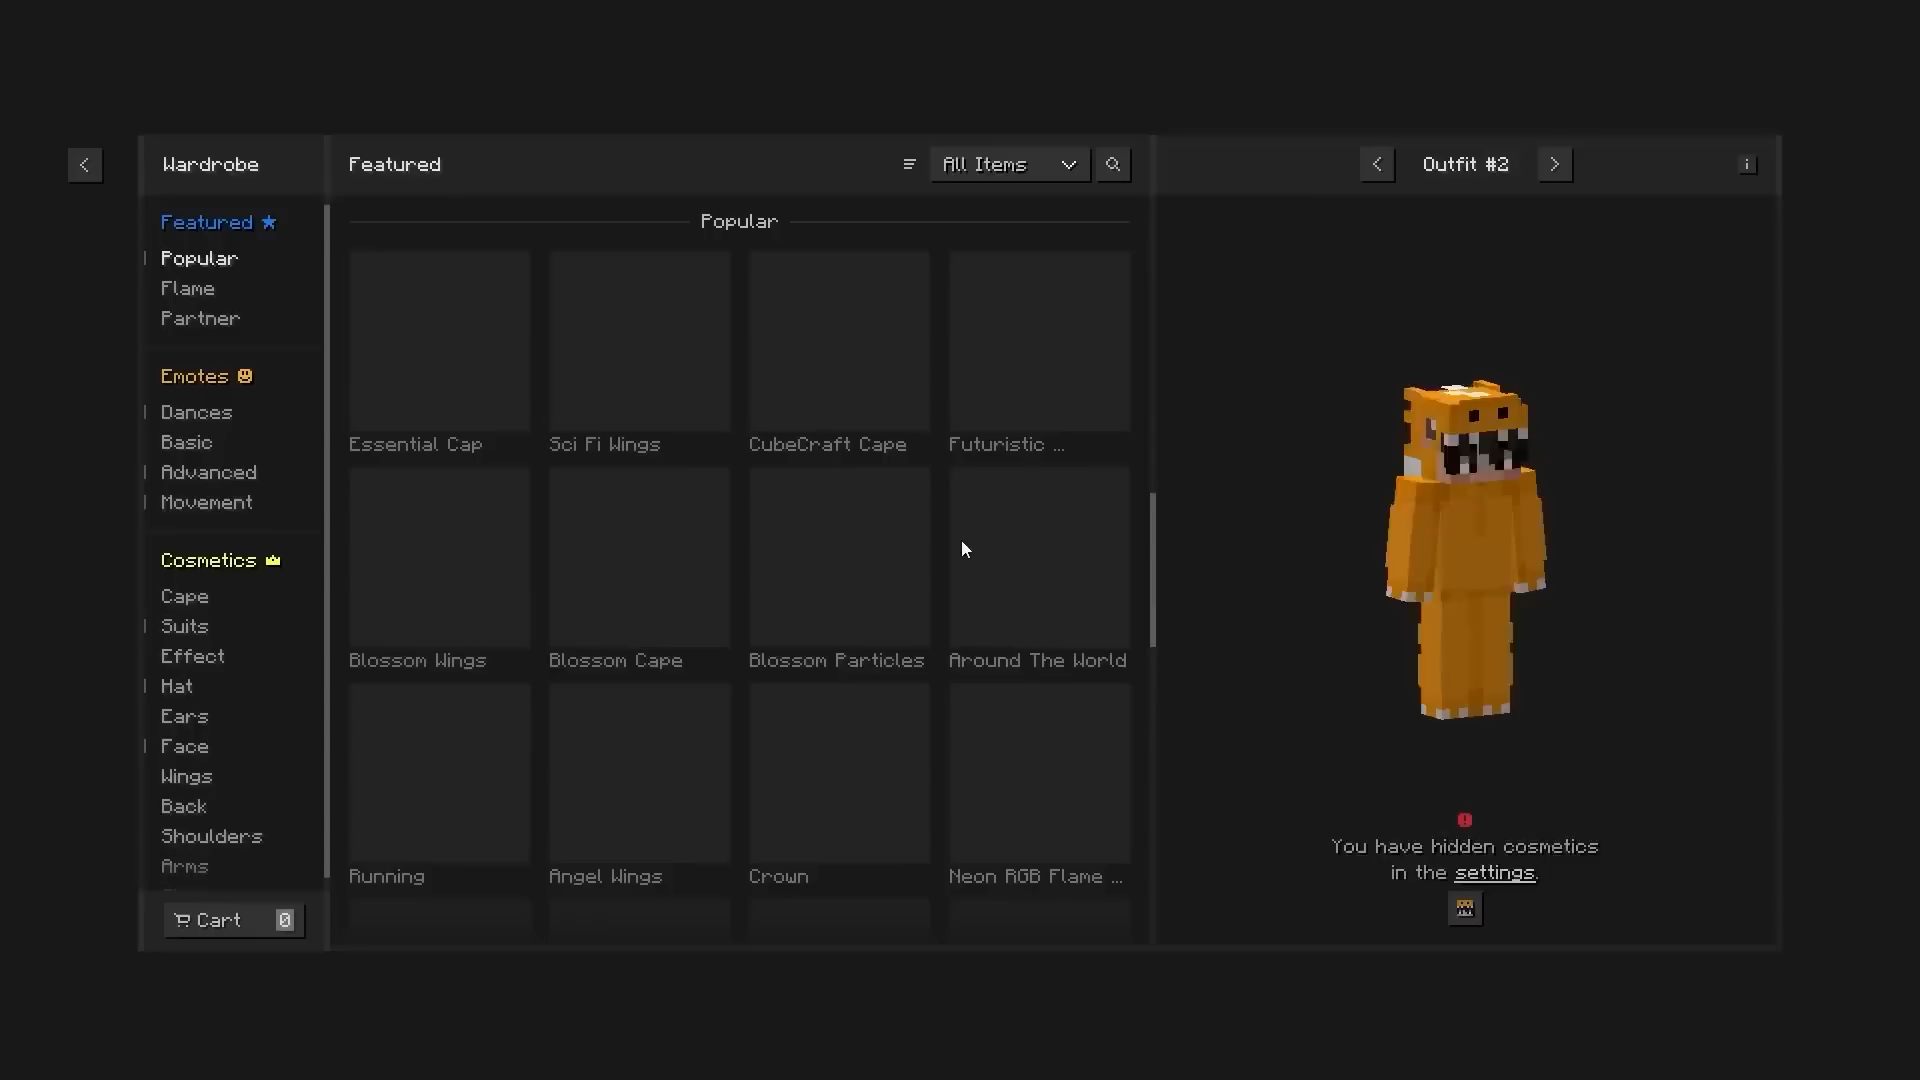 Wardrobe
Featured
All Items
Outfit #2
Featured
Popular
Flame
Partner
Emotes
Dances
Basic
Advanced
Movement
Cosmetics
Cape
Suits
Effect
Hat
Ears
Face
Wings
Back
Shoulders
Arms
Cart 0
Popular
Essential Cap
Sci Fi Wings
CubeCraft Cape
Futuristic ...
Blossom Wings
Blossom Cape
Blossom Particles
Around The World
Running
Angel Wings
Crown
Neon RGB Flame ...
You have hidden cosmetics
in the settings.